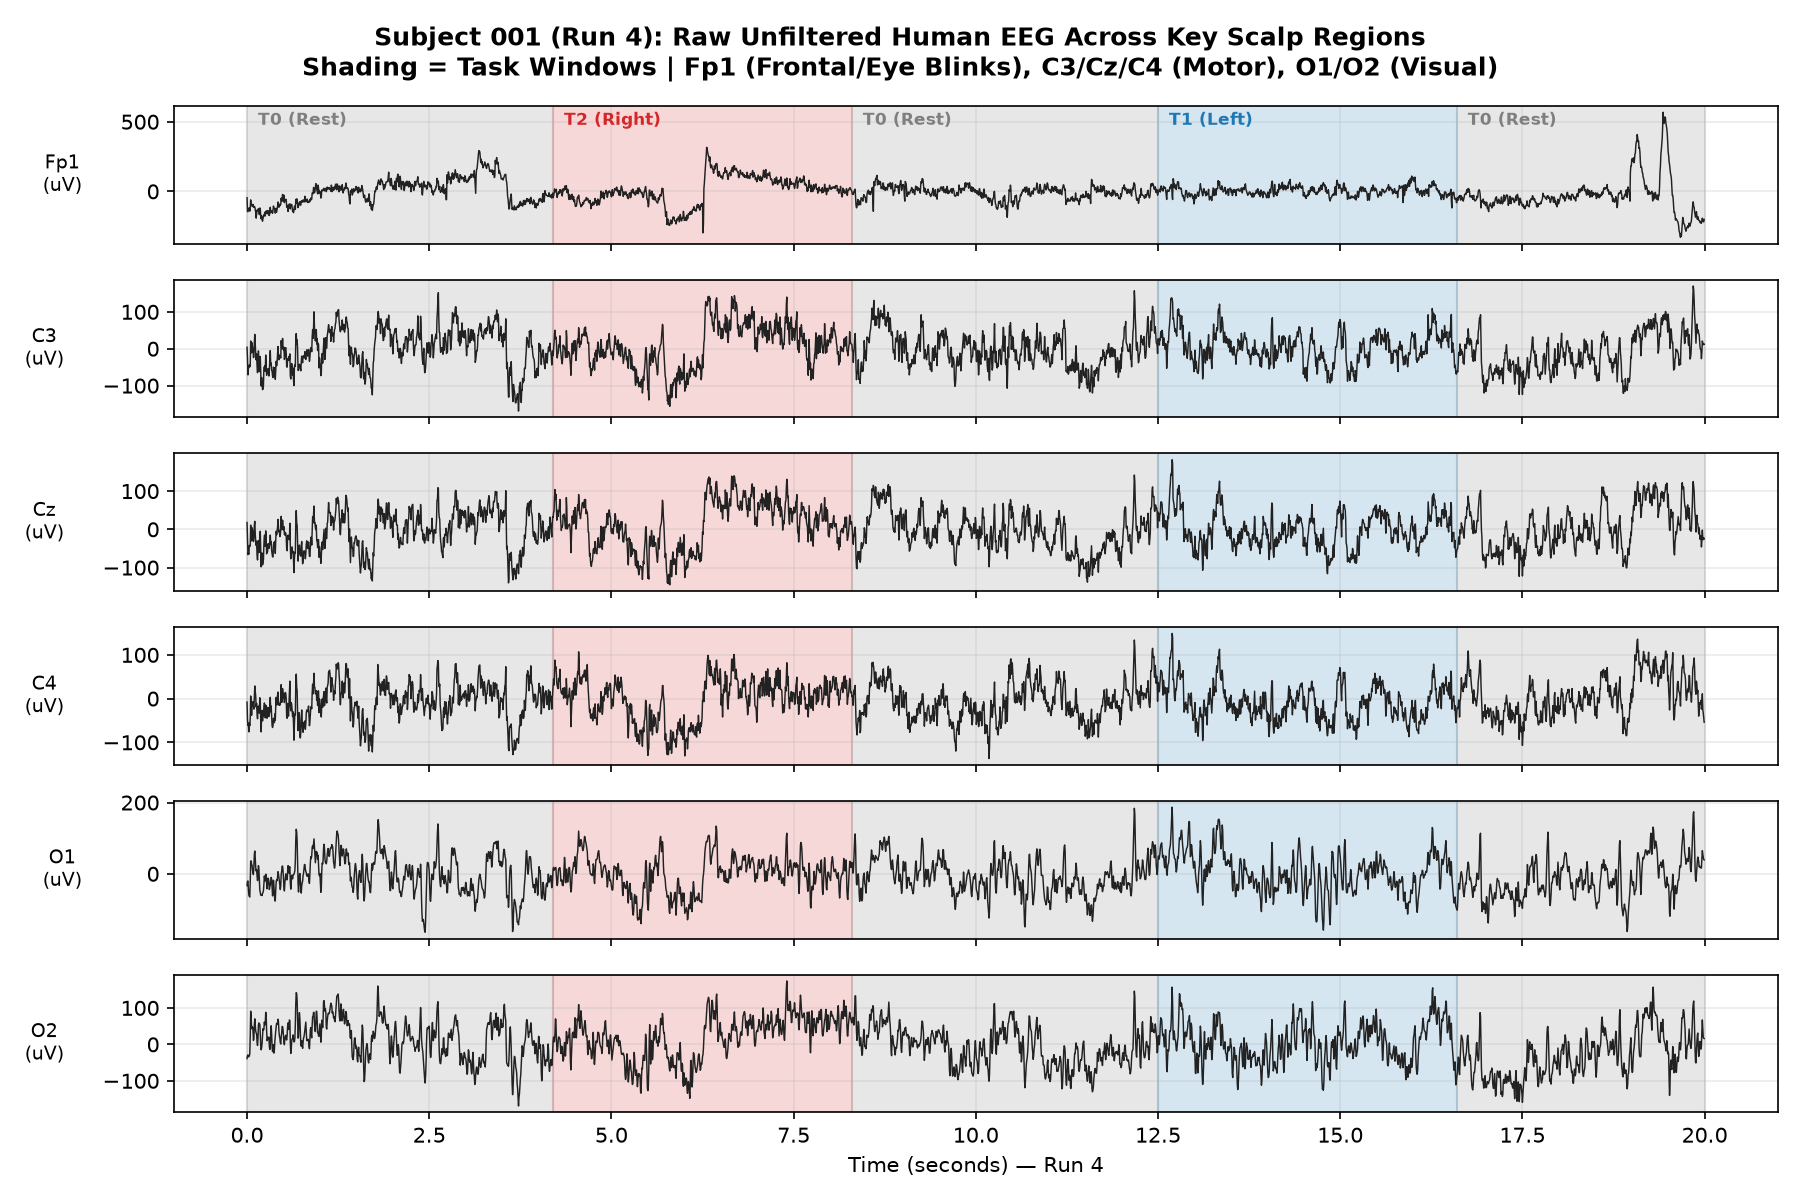 Subject 001 (Run 4): Raw Unfiltered Human EEG Across Key Scalp Regions
Shading = Task Windows | Fp1 (Frontal/Eye Blinks), C3/Cz/C4 (Motor), O1/O2 (Visual)
T0 (Rest)
T2 (Right)
T0 (Rest)
T1 (Left)
T0 (Rest)
Fp1
(uV)
500
0
C3
(uV)
100
0
−100
Cz
(uV)
100
0
−100
C4
(uV)
100
0
−100
O1
(uV)
200
0
O2
(uV)
100
0
−100
0.0 2.5 5.0 7.5 10.0 12.5 15.0 17.5 20.0
Time (seconds) — Run 4